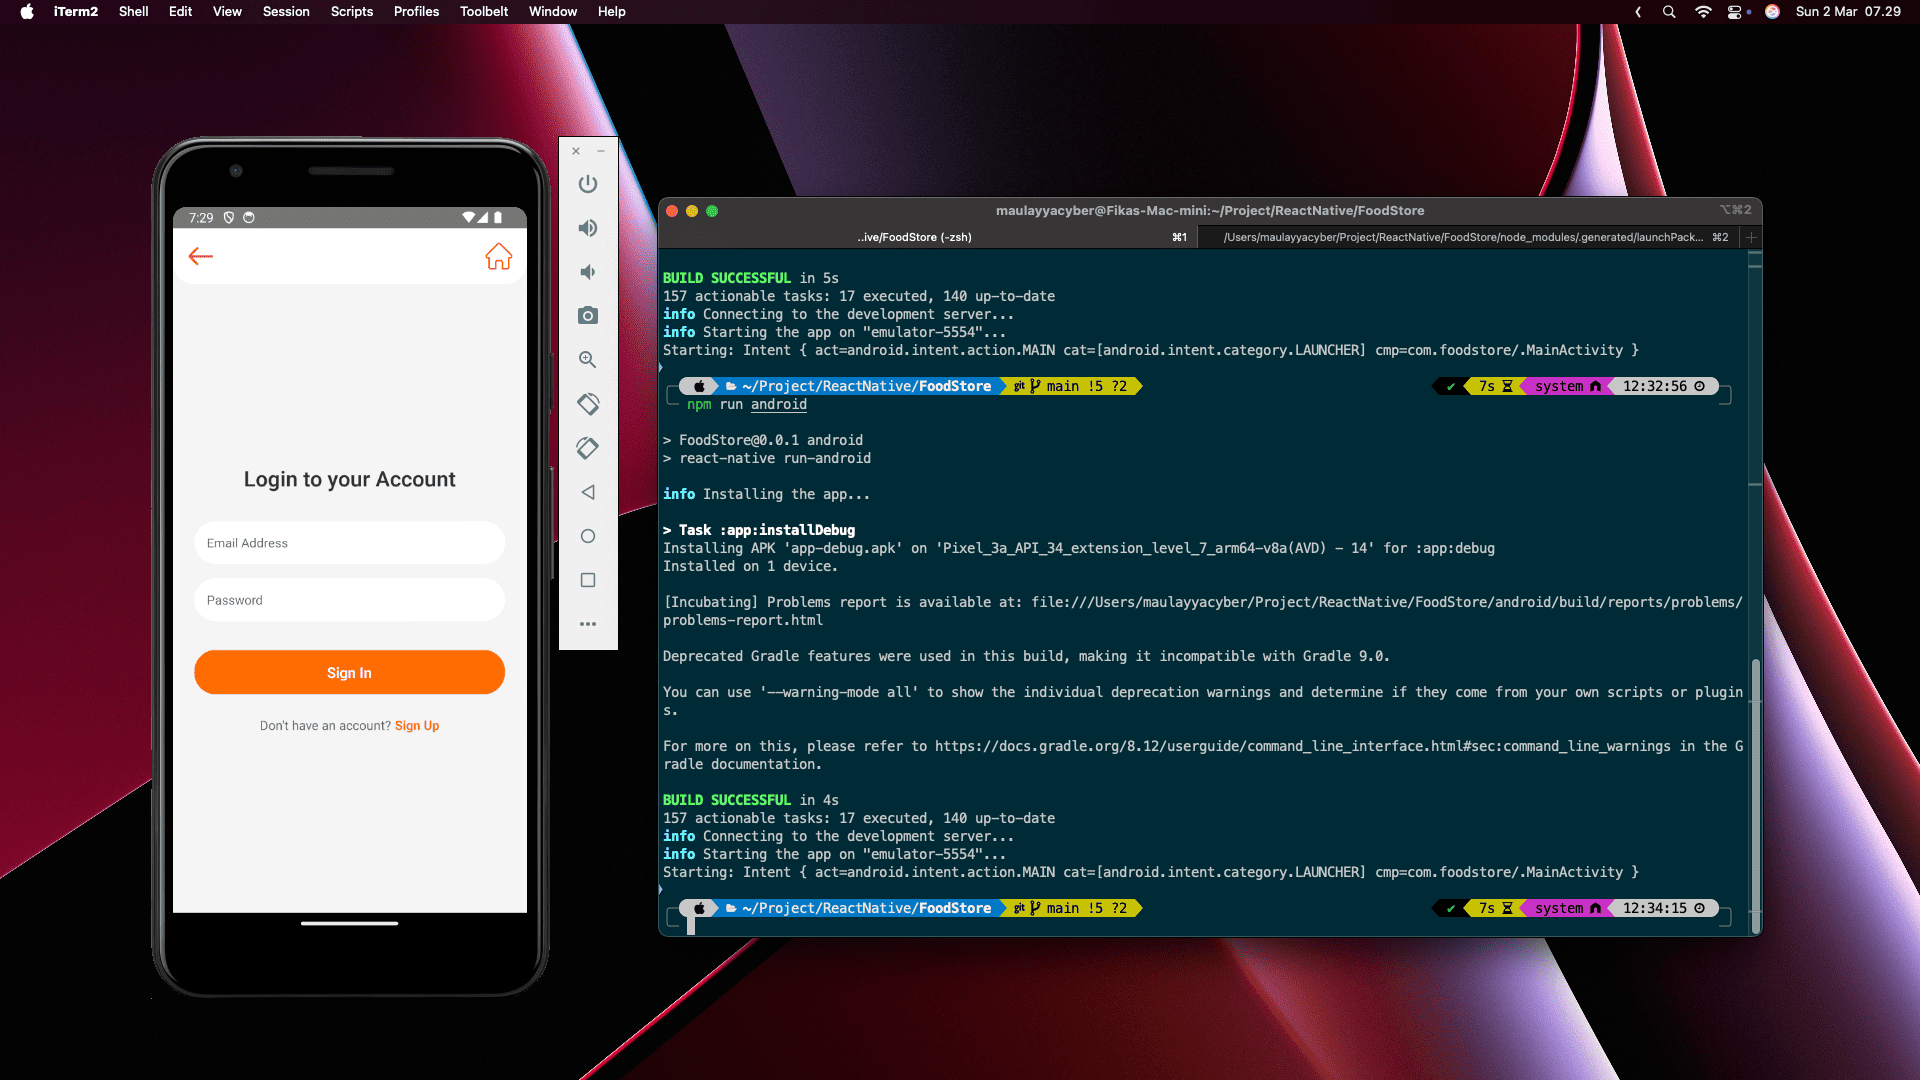 iTerm2 Shell Edit View Session Scripts Profiles Toolbelt Window Help Sun 2 Mar 07.29
7:29
Login to your Account
Email Address
Password
Sign In
Don't have an account? Sign Up
maulayyacyber@Fikas-Mac-mini:~/Project/ReactNative/FoodStore ⌥⌘2
..ive/FoodStore (-zsh) ⌘1 /Users/maulayyacyber/Project/ReactNative/FoodStore/node_modules/.generated/launchPack... ⌘2
BUILD SUCCESSFUL in 5s
157 actionable tasks: 17 executed, 140 up-to-date
info Connecting to the development server...
info Starting the app on "emulator-5554"...
Starting: Intent { act=android.intent.action.MAIN cat=[android.intent.category.LAUNCHER] cmp=com.foodstore/.MainActivity }
~/Project/ReactNative/FoodStore git main !5 ?2 ✔ 7s system 12:32:56
npm run android
> FoodStore@0.0.1 android
> react-native run-android
info Installing the app...
> Task :app:installDebug
Installing APK 'app-debug.apk' on 'Pixel_3a_API_34_extension_level_7_arm64-v8a(AVD) - 14' for :app:debug
Installed on 1 device.
[Incubating] Problems report is available at: file:///Users/maulayyacyber/Project/ReactNative/FoodStore/android/build/reports/problems/
problems-report.html
Deprecated Gradle features were used in this build, making it incompatible with Gradle 9.0.
You can use '--warning-mode all' to show the individual deprecation warnings and determine if they come from your own scripts or plugin
s.
For more on this, please refer to https://docs.gradle.org/8.12/userguide/command_line_interface.html#sec:command_line_warnings in the G
radle documentation.
BUILD SUCCESSFUL in 4s
157 actionable tasks: 17 executed, 140 up-to-date
info Connecting to the development server...
info Starting the app on "emulator-5554"...
Starting: Intent { act=android.intent.action.MAIN cat=[android.intent.category.LAUNCHER] cmp=com.foodstore/.MainActivity }
~/Project/ReactNative/FoodStore git main !5 ?2 ✔ 7s system 12:34:15